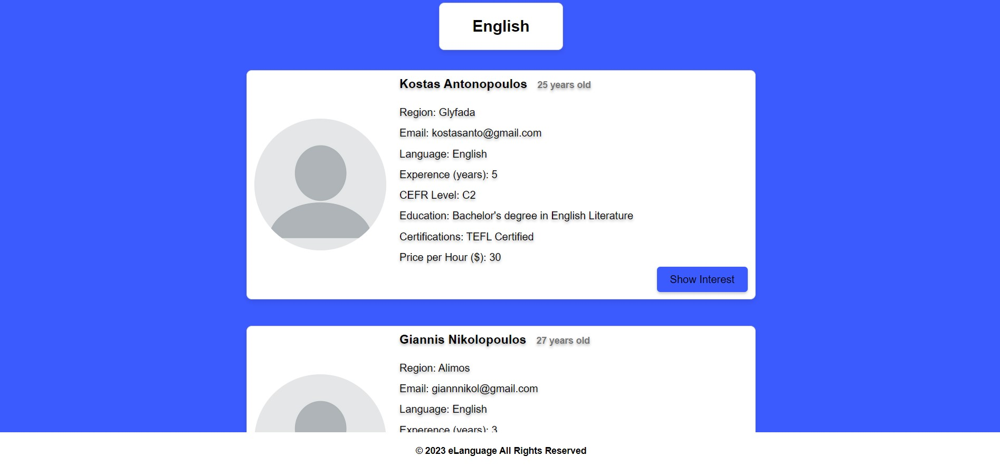 English
Kostas Antonopoulos 25 years old
Region: Glyfada
Email: kostasanto@gmail.com
Language: English
Experence (years): 5
CEFR Level: C2
Education: Bachelor's degree in English Literature
Certifications: TEFL Certified
Price per Hour ($): 30
Show Interest
Giannis Nikolopoulos 27 years old
Region: Alimos
Email: giannnikol@gmail.com
Language: English
Experence (years): 3
© 2023 eLanguage All Rights Reserved